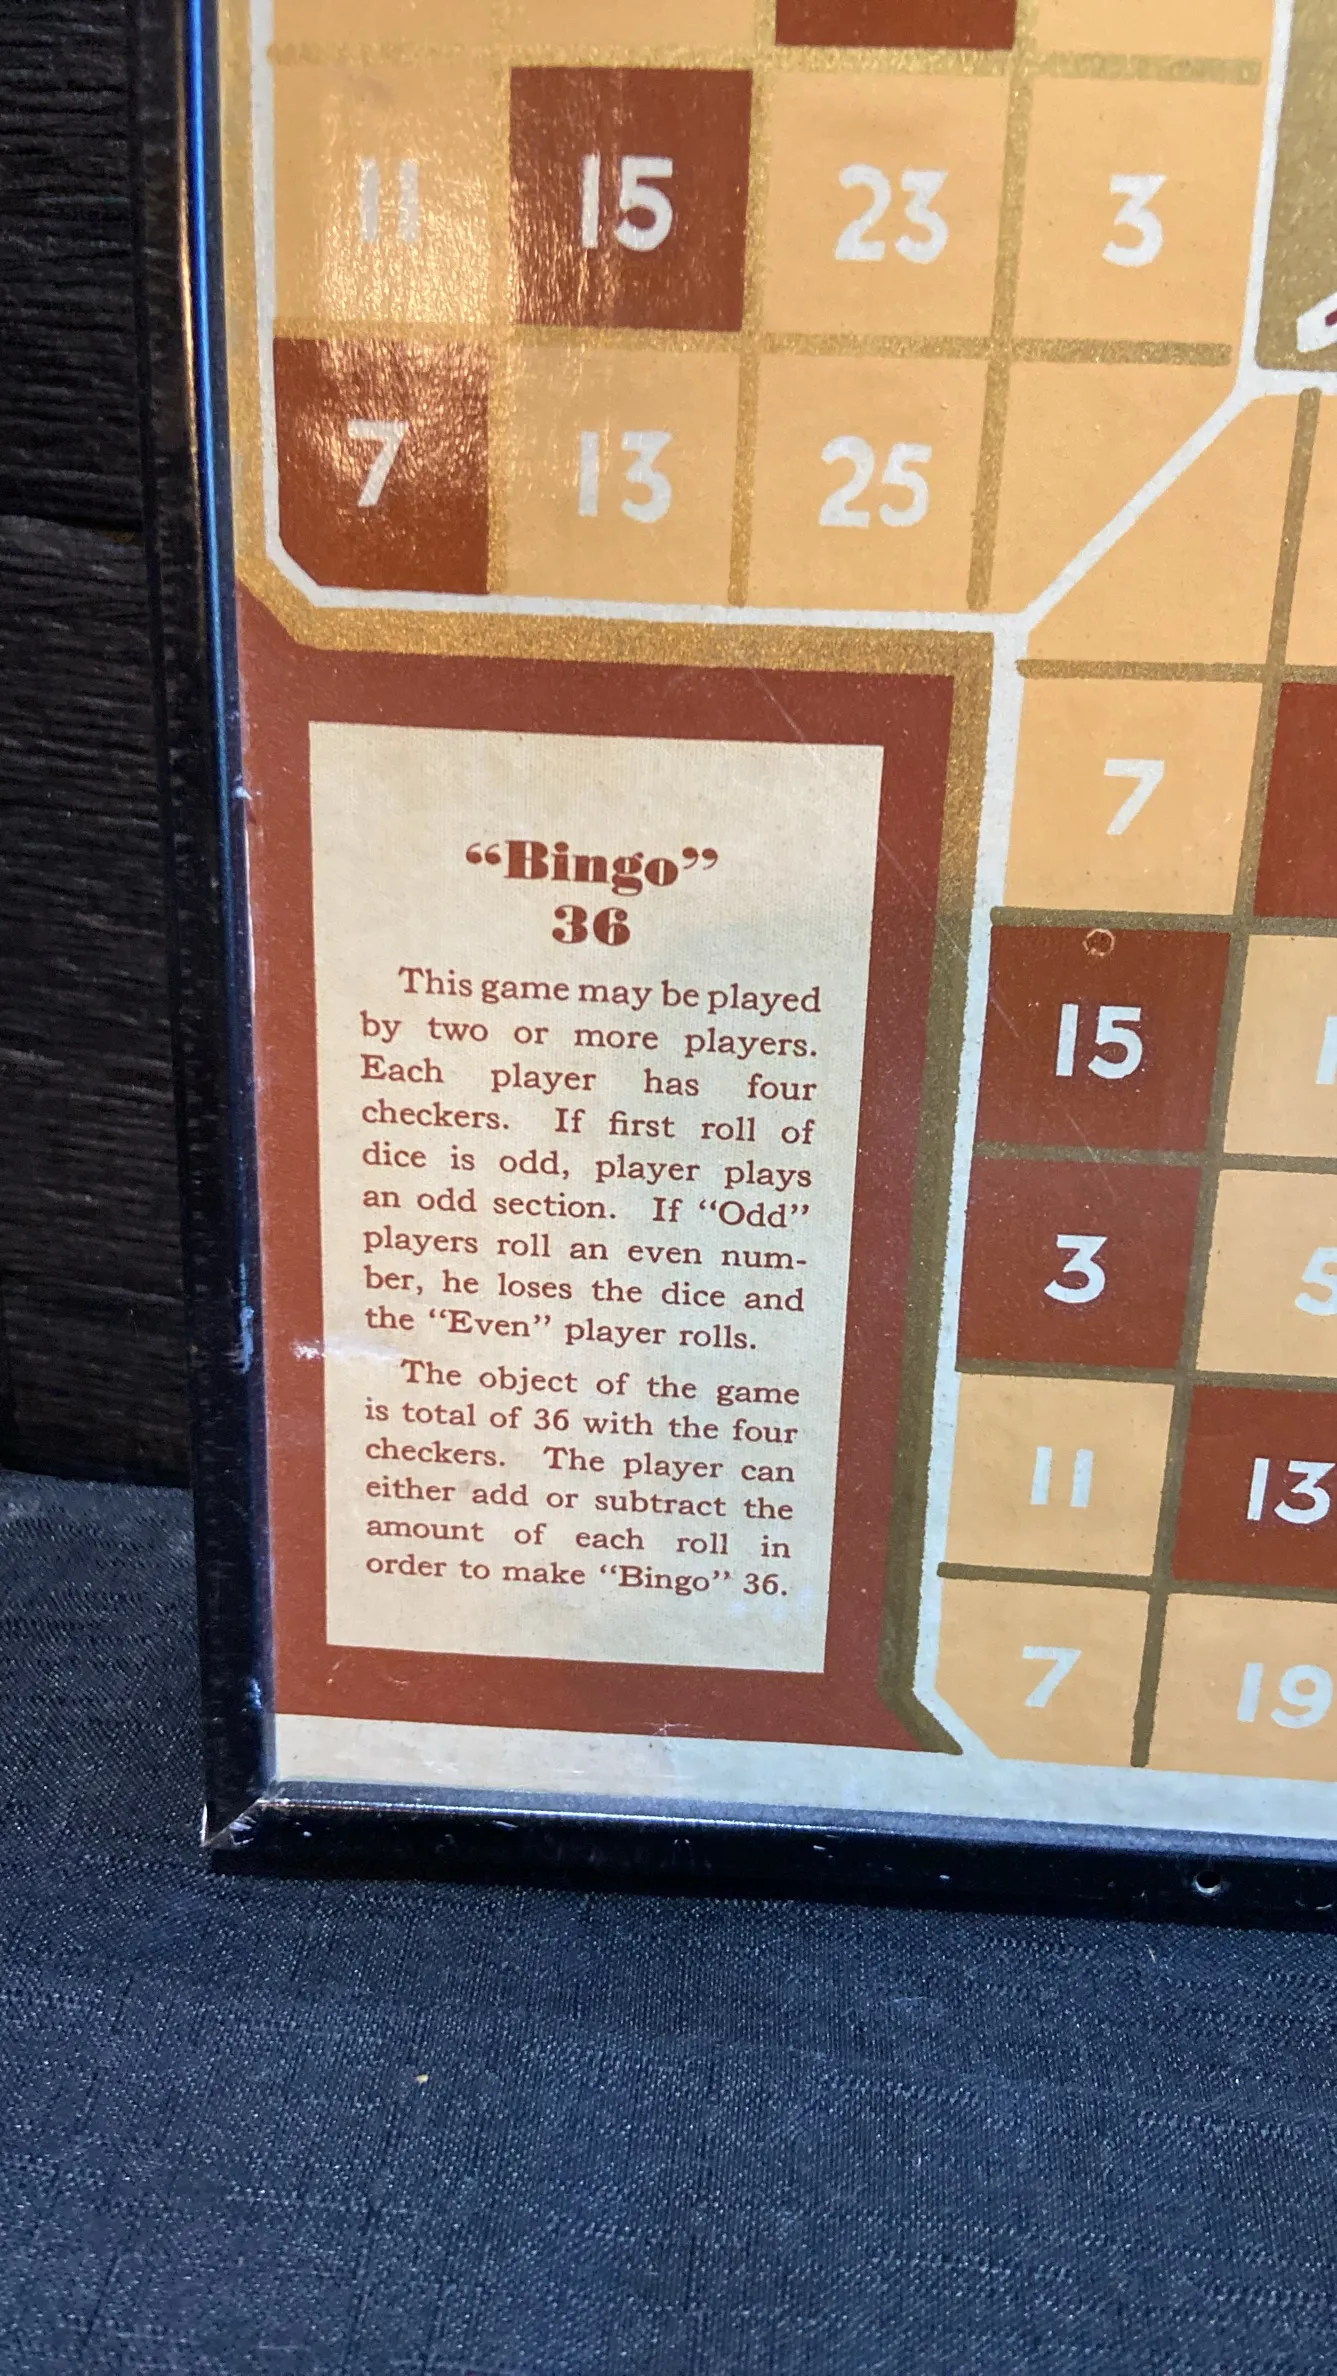 11 15 23 3
7 13 25
7
15
3 5
11 13
7 19
“Bingo”
36
This game may be played
by two or more players.
Each player has four
checkers. If first roll of
dice is odd, player plays
an odd section. If “Odd”
players roll an even num-
ber, he loses the dice and
the “Even” player rolls.
The object of the game
is total of 36 with the four
checkers. The player can
either add or subtract the
amount of each roll in
order to make “Bingo” 36.